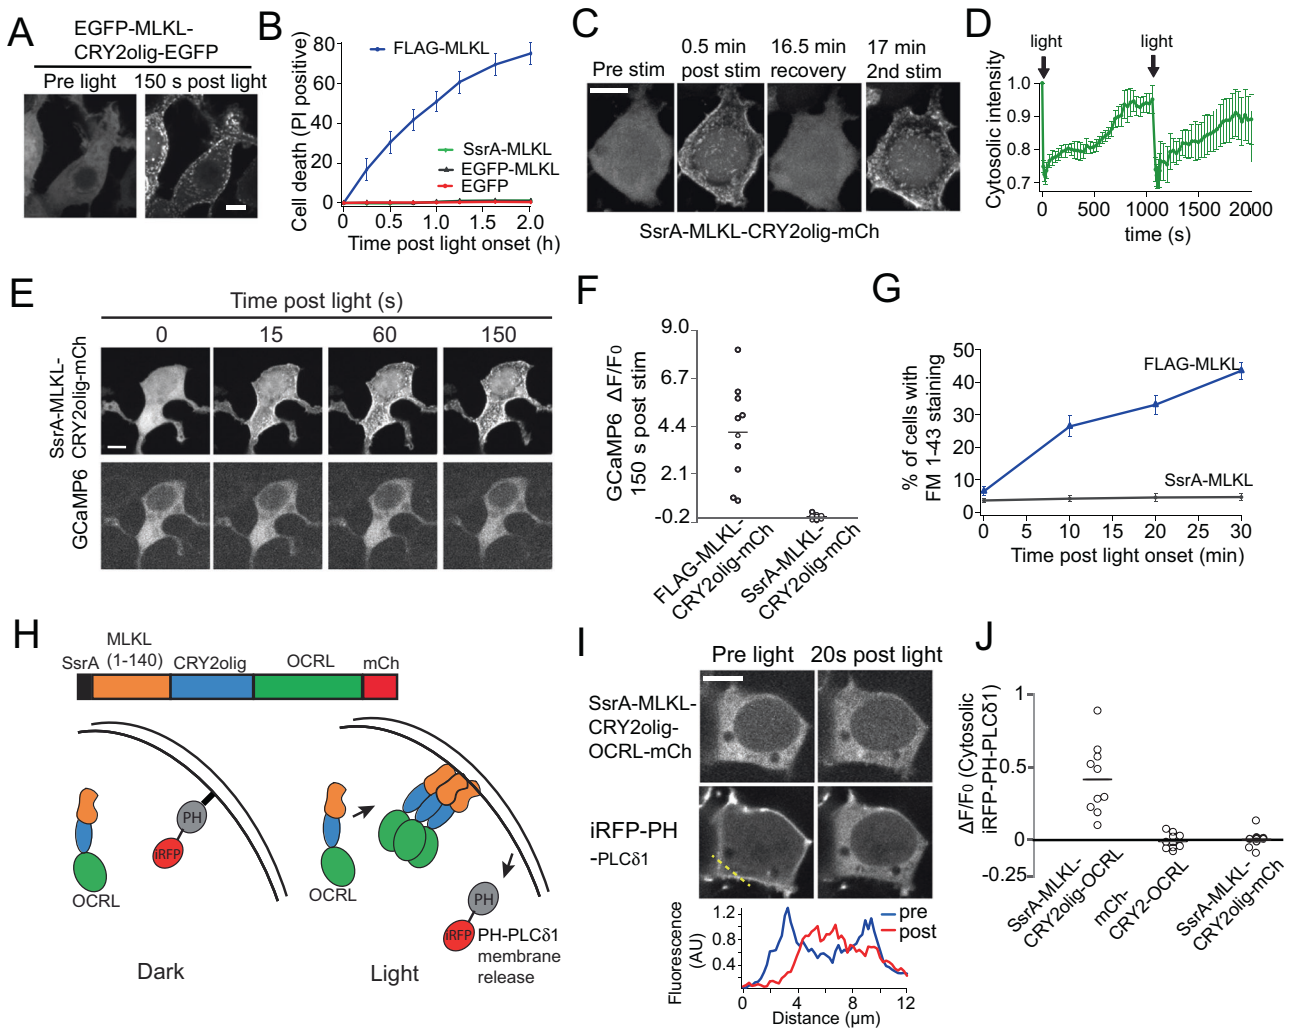 A
EGFP-MLKL-
CRY2olig-EGFP
Pre light
150 s post light
B
Cell death (PI positive)
80
60
40
20
0
FLAG-MLKL
SsrA-MLKL
EGFP-MLKL
EGFP
0 0.5 1.0 1.5 2.0
Time post light onset (h)
C
Pre stim
0.5 min
post stim
16.5 min
recovery
17 min
2nd stim
SsrA-MLKL-CRY2olig-mCh
D
light
light
Cytosolic intensity
1.0
0.9
0.8
0.7
0 500 1000 1500 2000
time (s)
E
Time post light (s)
0 15 60 150
SsrA-MLKL-
CRY2olig-mCh
GCaMP6
F
GCaMP6 ΔF/F0
150 s post stim
9.0
6.7
4.4
2.1
-0.2
FLAG-MLKL-
CRY2olig-mCh
SsrA-MLKL-
CRY2olig-mCh
G
% of cells with
FM 1-43 staining
50
40
30
20
10
0
FLAG-MLKL
SsrA-MLKL
0 5 10 15 20 25 30
Time post light onset (min)
H
SsrA
MLKL
(1-140)
CRY2olig
OCRL
mCh
OCRL
PH
iRFP
Dark
OCRL
PH
iRFP
PH-PLCδ1
membrane
release
Light
I
Pre light
20s post light
SsrA-MLKL-
CRY2olig-
OCRL-mCh
iRFP-PH
-PLCδ1
Fluorescence
(AU)
1.2
0.8
0.4
pre
post
0 4 8 12
Distance (μm)
J
ΔF/F0 (Cytosolic
iRFP-PH-PLCδ1)
1
0.5
0
-0.25
SsrA-MLKL-
CRY2olig-OCRL
mCh-
CRY2-OCRL
SsrA-MLKL-
CRY2olig-mCh